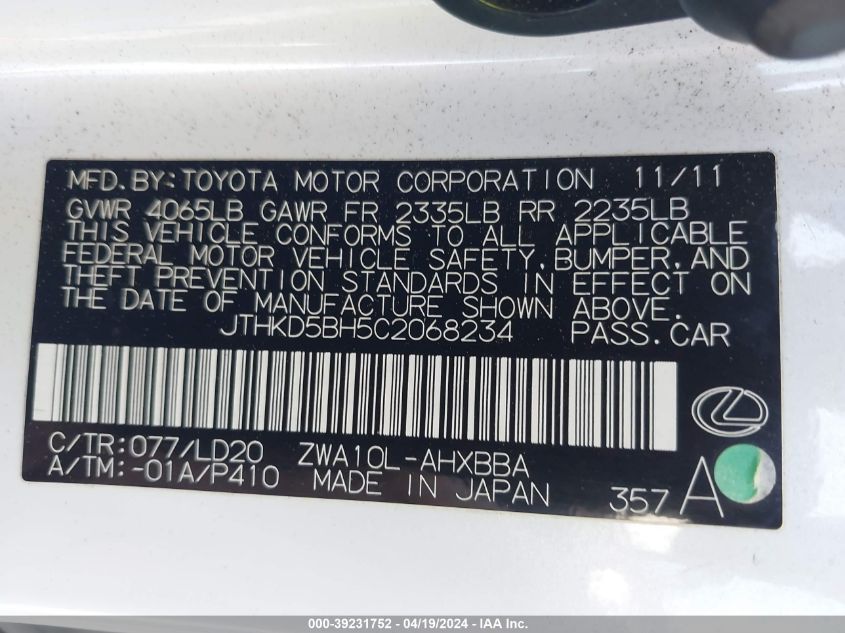 MFD.BY:TOYOTA MOTOR CORPORATION 11/11
GVWR 4065LB GAWR FR 2335LB RR 2235LB
THIS VEHICLE CONFORMS TO ALL APPLICABLE
FEDERAL MOTOR VEHICLE SAFETY,BUMPER,AND
THEFT PREVENTION STANDARDS IN EFFECT ON
THE DATE OF MANUFACTURE SHOWN ABOVE.
JTHKD5BH5C2068234 PASS.CAR
C/TR:077/LD20 ZWA10L-AHXBBA
A/TM:-01A/P410 MADE IN JAPAN 357 A
000-39231752 - 04/19/2024 - IAA Inc.